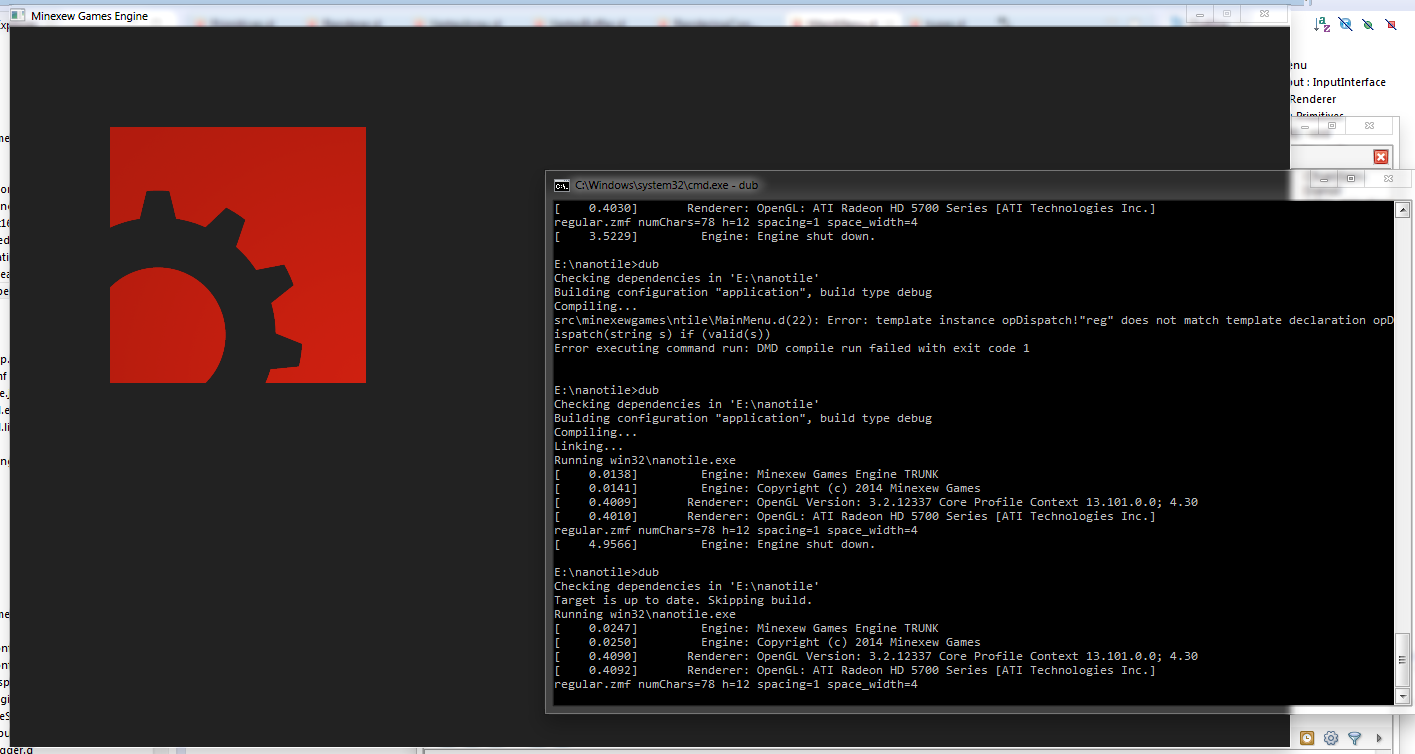 Minexew Games Engine
enu
out : InputInterface
Renderer
Primitives
C:\Windows\system32\cmd.exe - dub
[    0.4030]       Renderer: OpenGL: ATI Radeon HD 5700 Series [ATI Technologies Inc.]
regular.zmf numChars=78 h=12 spacing=1 space_width=4
[    3.5229]         Engine: Engine shut down.
E:\nanotile>dub
Checking dependencies in 'E:\nanotile'
Building configuration "application", build type debug
Compiling...
src\minexewgames\ntile\MainMenu.d(22): Error: template instance opDispatch!"reg" does not match template declaration opD
ispatch(string s) if (valid(s))
Error executing command run: DMD compile run failed with exit code 1
E:\nanotile>dub
Checking dependencies in 'E:\nanotile'
Building configuration "application", build type debug
Compiling...
Linking...
Running win32\nanotile.exe
[    0.0138]         Engine: Minexew Games Engine TRUNK
[    0.0141]         Engine: Copyright (c) 2014 Minexew Games
[    0.4009]       Renderer: OpenGL Version: 3.2.12337 Core Profile Context 13.101.0.0; 4.30
[    0.4010]       Renderer: OpenGL: ATI Radeon HD 5700 Series [ATI Technologies Inc.]
regular.zmf numChars=78 h=12 spacing=1 space_width=4
[    4.9566]         Engine: Engine shut down.
E:\nanotile>dub
Checking dependencies in 'E:\nanotile'
Target is up to date. Skipping build.
Running win32\nanotile.exe
[    0.0247]         Engine: Minexew Games Engine TRUNK
[    0.0250]         Engine: Copyright (c) 2014 Minexew Games
[    0.4090]       Renderer: OpenGL Version: 3.2.12337 Core Profile Context 13.101.0.0; 4.30
[    0.4092]       Renderer: OpenGL: ATI Radeon HD 5700 Series [ATI Technologies Inc.]
regular.zmf numChars=78 h=12 spacing=1 space_width=4
gger.d